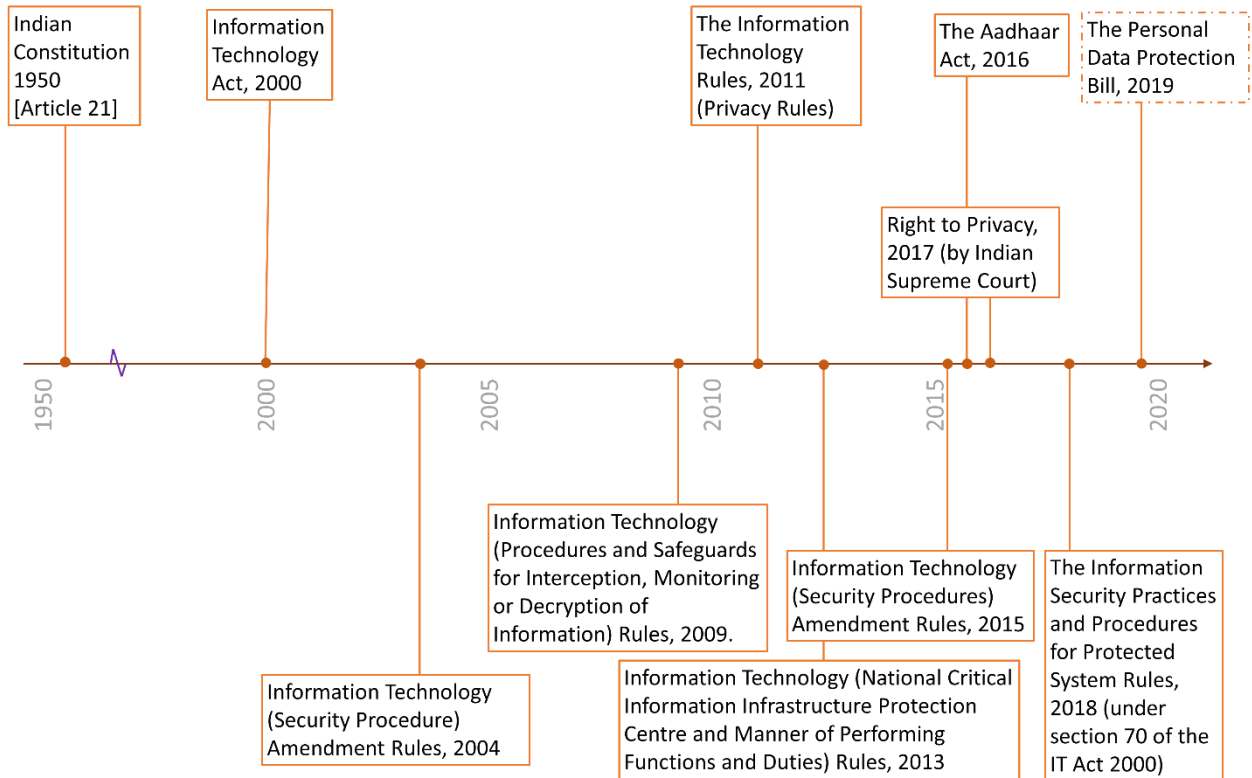 Indian
Constitution
1950
[Article 21]
Information
Technology
Act, 2000
The Information
Technology
Rules, 2011
(Privacy Rules)
The Aadhaar
Act, 2016
The Personal
Data Protection
Bill, 2019
Right to Privacy,
2017 (by Indian
Supreme Court)
1950
2000
2005
2010
2015
2020
Information Technology
(Procedures and Safeguards
for Interception, Monitoring
or Decryption of
Information) Rules, 2009.
Information Technology
(Security Procedures)
Amendment Rules, 2015
The Information
Security Practices
and Procedures
for Protected
System Rules,
2018 (under
section 70 of the
IT Act 2000)
Information Technology
(Security Procedure)
Amendment Rules, 2004
Information Technology (National Critical
Information Infrastructure Protection
Centre and Manner of Performing
Functions and Duties) Rules, 2013